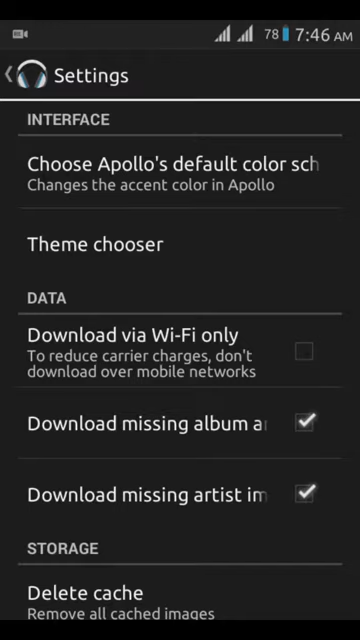 78 7:46 AM
Settings
INTERFACE
Choose Apollo's default color sch
Changes the accent color in Apollo
Theme chooser
DATA
Download via Wi-Fi only
To reduce carrier charges, don't
download over mobile networks
Download missing album ar
Download missing artist im
STORAGE
Delete cache
Remove all cached images